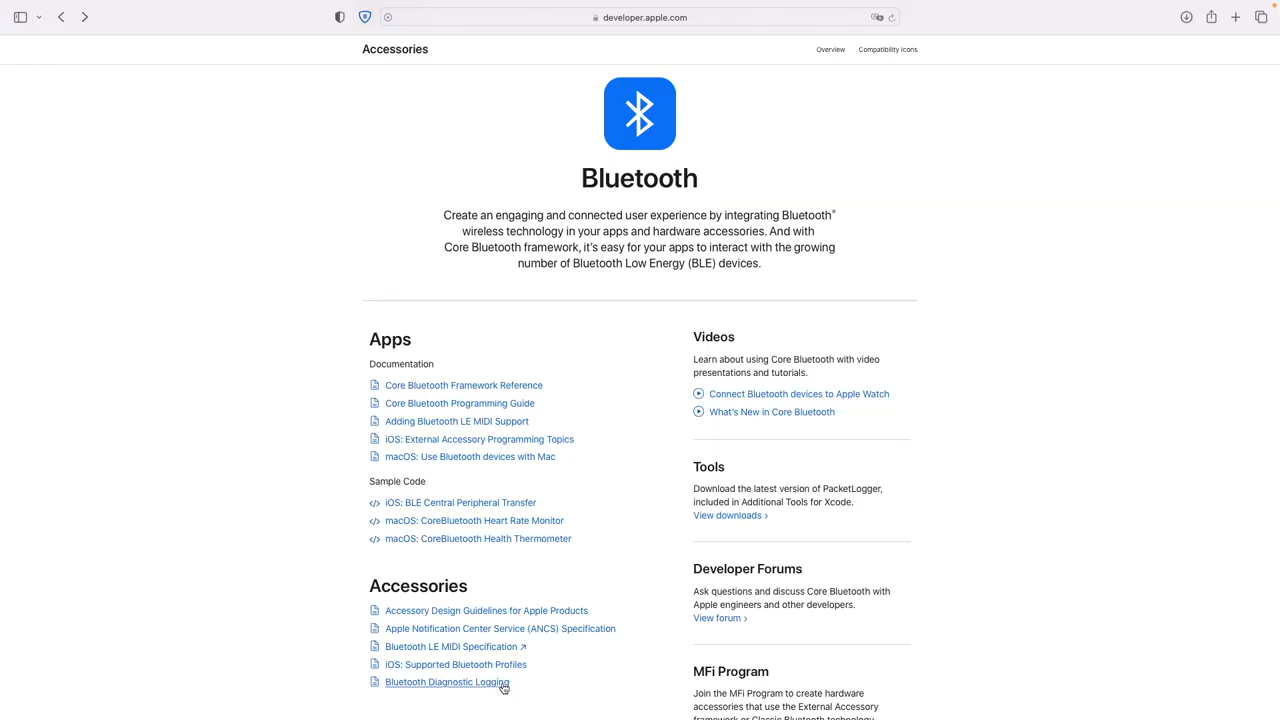 developer.apple.com
Accessories
Overview
Compatibility Icons
Bluetooth
Create an engaging and connected user experience by integrating Bluetooth®
wireless technology in your apps and hardware accessories. And with
Core Bluetooth framework, it's easy for your apps to interact with the growing
number of Bluetooth Low Energy (BLE) devices.
Apps
Documentation
Core Bluetooth Framework Reference
Core Bluetooth Programming Guide
Adding Bluetooth LE MIDI Support
iOS: External Accessory Programming Topics
macOS: Use Bluetooth devices with Mac
Sample Code
iOS: BLE Central Peripheral Transfer
macOS: CoreBluetooth Heart Rate Monitor
macOS: CoreBluetooth Health Thermometer
Accessories
Accessory Design Guidelines for Apple Products
Apple Notification Center Service (ANCS) Specification
Bluetooth LE MIDI Specification ↗
iOS: Supported Bluetooth Profiles
Bluetooth Diagnostic Logging
Videos
Learn about using Core Bluetooth with video
presentations and tutorials.
Connect Bluetooth devices to Apple Watch
What's New in Core Bluetooth
Tools
Download the latest version of PacketLogger,
included in Additional Tools for Xcode.
View downloads ›
Developer Forums
Ask questions and discuss Core Bluetooth with
Apple engineers and other developers.
View forum ›
MFi Program
Join the MFi Program to create hardware
accessories that use the External Accessory
framework or Classic Bluetooth technology